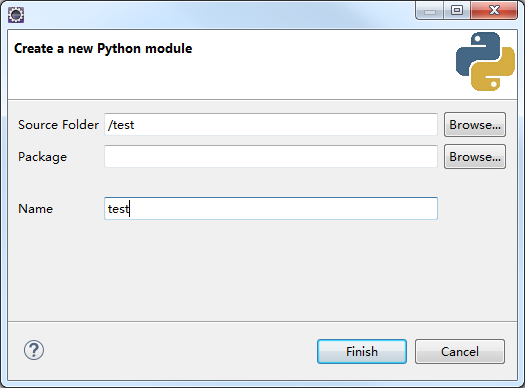 Create a new Python module
Source Folder /test Browse...
Package Browse...
Name test
? Finish Cancel